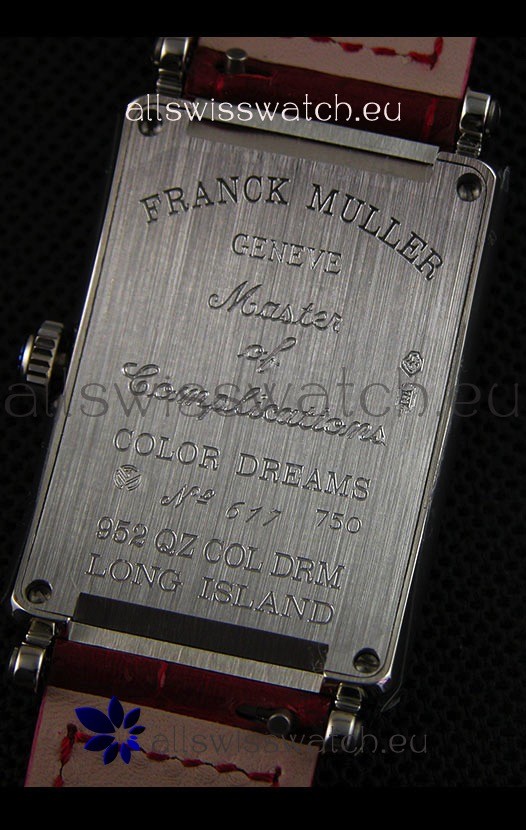 allswisswatch.eu
FRANCK MULLER
GENEVE
Master
of
Complications
allswisswatch.eu
COLOR DREAMS
Nº 617 750
952 QZ COL DRM
LONG ISLAND
allswisswatch.eu